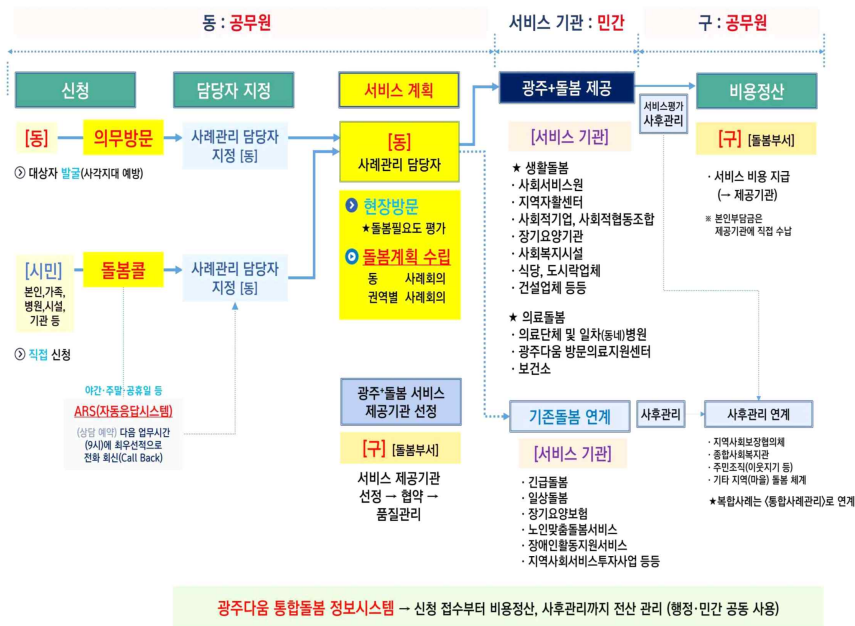 동 : 공무원
서비스 기관 : 민간
구 : 공무원
신청
담당자 지정
서비스 계획
광주+돌봄 제공
서비스평가
사후관리
비용정산
[동]
의무방문
사례관리 담당자
지정 [동]
[동]
사례관리 담당자
대상자 발굴(사각지대 예방)
[시민]
본인,가족,
병원,시설,
기관 등
돌봄콜
사례관리 담당자
지정 [동]
직접 신청
야간·주말·공휴일 등
ARS(자동응답시스템)
(상담 예약) 다음 업무시간
(9시)에 최우선적으로
전화 회신(Call Back)
현장방문
★돌봄필요도 평가
돌봄계획 수립
동 사례회의
권역별 사례회의
광주+돌봄 서비스
제공기관 선정
[구] [돌봄부서]
서비스 제공기관
선정 → 협약 →
품질관리
[서비스 기관]
★ 생활돌봄
· 사회서비스원
· 지역자활센터
· 사회적기업, 사회적협동조합
· 장기요양기관
· 사회복지시설
· 식당, 도시락업체
· 건설업체 등등
★ 의료돌봄
· 의료단체 및 일차(동네)병원
· 광주다움 방문의료지원센터
· 보건소
기존돌봄 연계
[서비스 기관]
· 긴급돌봄
· 일상돌봄
· 장기요양보험
· 노인맞춤돌봄서비스
· 장애인활동지원서비스
· 지역사회서비스투자사업 등등
[구] [돌봄부서]
· 서비스 비용 지급
(→ 제공기관)
※ 본인부담금은
제공기관에 직접 수납
사후관리
사후관리 연계
· 지역사회보장협의체
· 종합사회복지관
· 주민조직(이웃지기 등)
· 기타 지역(마을) 돌봄 체계
★복합사례는 〈통합사례관리〉로 연계
광주다움 통합돌봄 정보시스템 → 신청 접수부터 비용정산, 사후관리까지 전산 관리 (행정·민간 공동 사용)